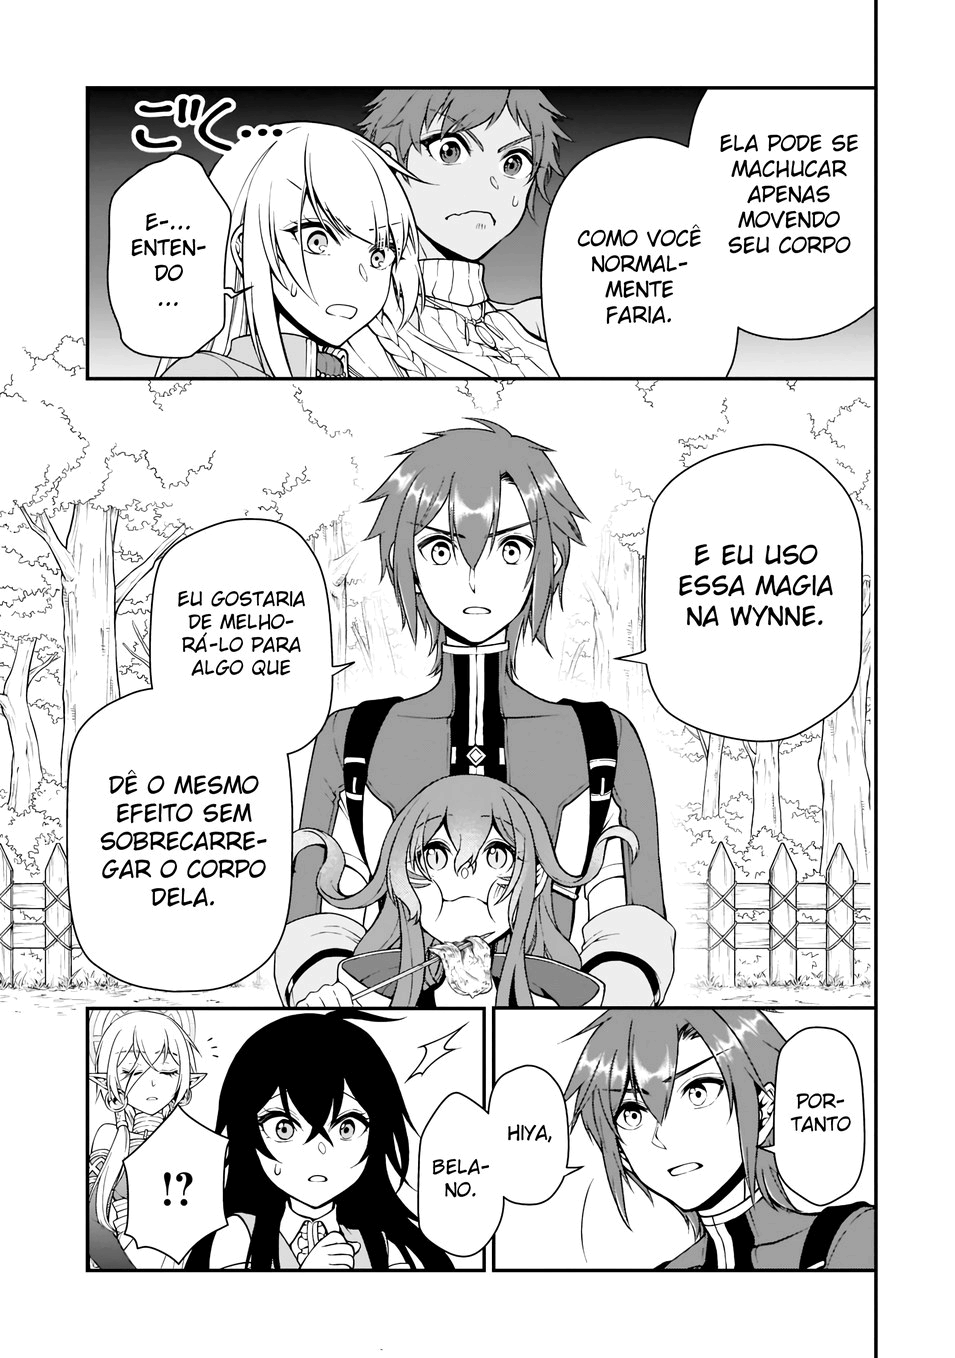 ELA PODE SE
MACHUCAR
APENAS
MOVENDO
SEU CORPO
COMO VOCÊ
NORMAL-
MENTE
FARIA.
ごく...
E-...
ENTEN-
DO
...
E EU USO
ESSA MAGIA
NA WYNNE.
EU GOSTARIA
DE MELHO-
RÁ-LO PARA
ALGO QUE
DÊ O MESMO
EFEITO SEM
SOBRECARRE-
GAR O CORPO
DELA.
POR-
TANTO
HIYA,
BELA-
NO.
!?